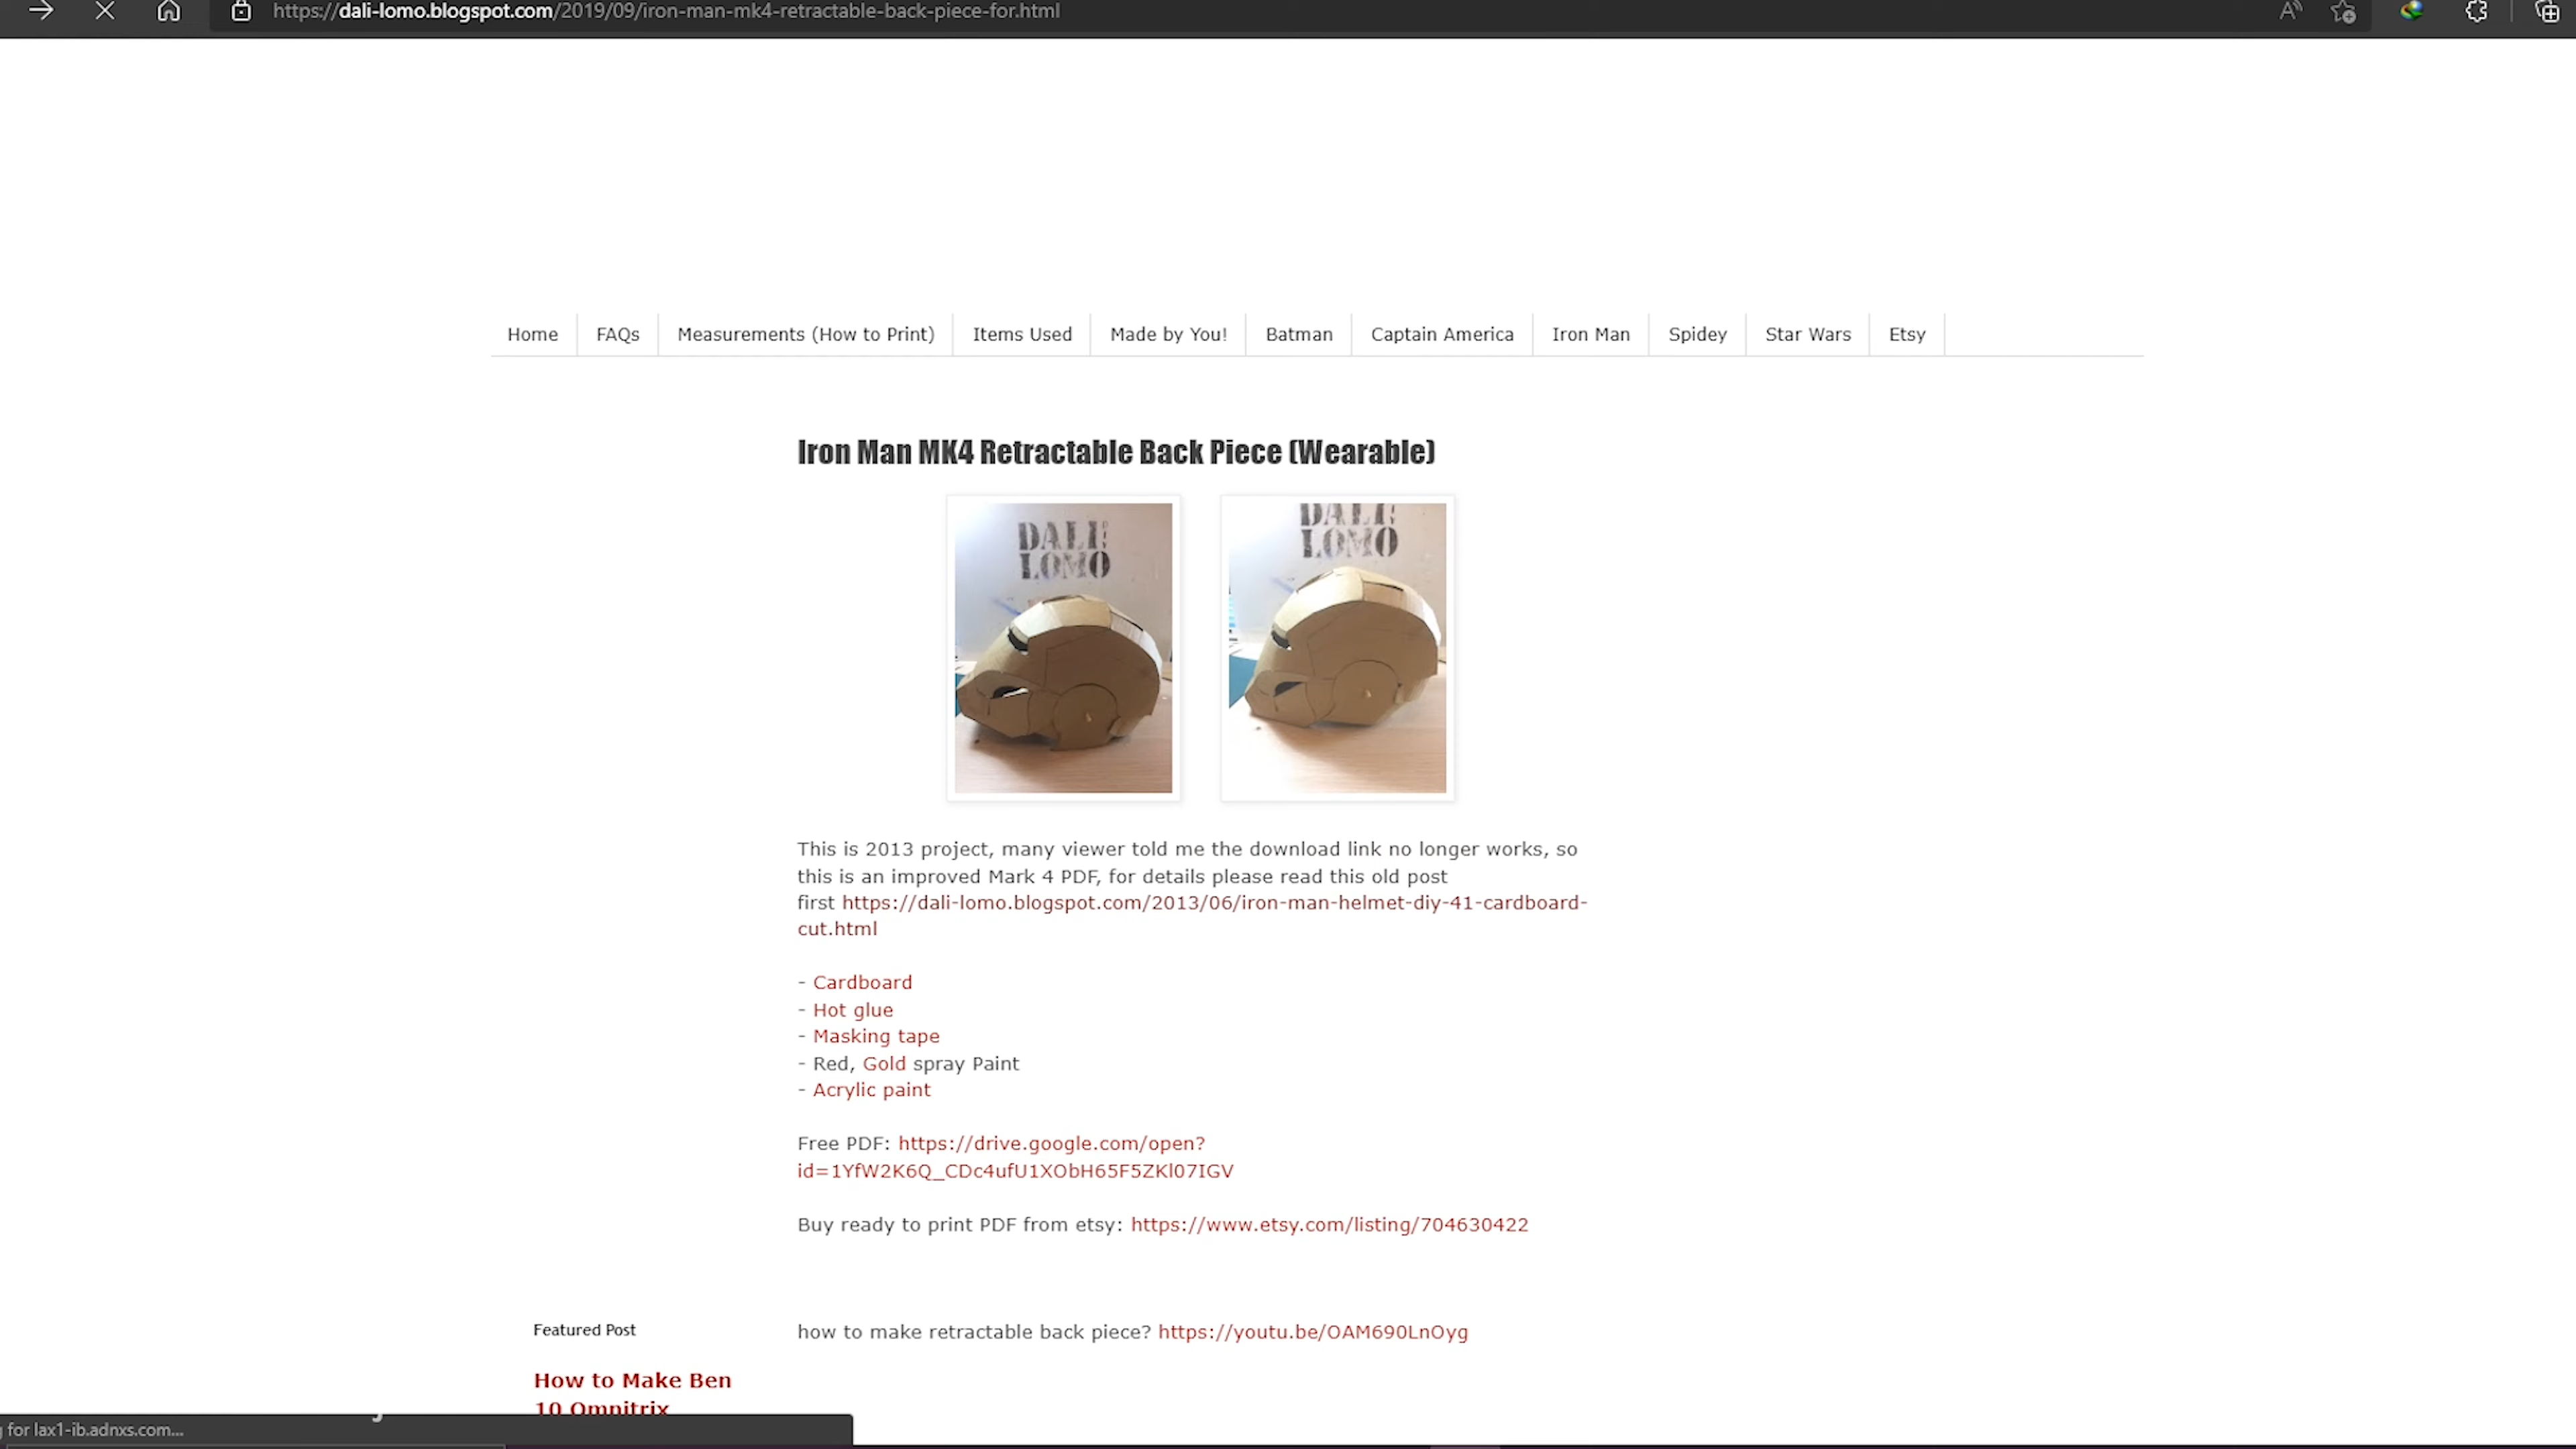 https://dali-lomo.blogspot.com/2019/09/iron-man-mk4-retractable-back-piece-for.html
Home FAQs Measurements (How to Print) Items Used Made by You! Batman Captain America Iron Man Spidey Star Wars Etsy
Iron Man MK4 Retractable Back Piece (Wearable)
DALI
LOMO
DALI
LOMO
This is 2013 project, many viewer told me the download link no longer works, so
this is an improved Mark 4 PDF, for details please read this old post
first https://dali-lomo.blogspot.com/2013/06/iron-man-helmet-diy-41-cardboard-
cut.html
- Cardboard
- Hot glue
- Masking tape
- Red, Gold spray Paint
- Acrylic paint
Free PDF: https://drive.google.com/open?
id=1YfW2K6Q_CDc4ufU1XObH65F5ZKl07IGV
Buy ready to print PDF from etsy: https://www.etsy.com/listing/704630422
Featured Post
how to make retractable back piece? https://youtu.be/OAM690LnOyg
How to Make Ben
10 Omnitrix
for lax1-ib.adnxs.com...